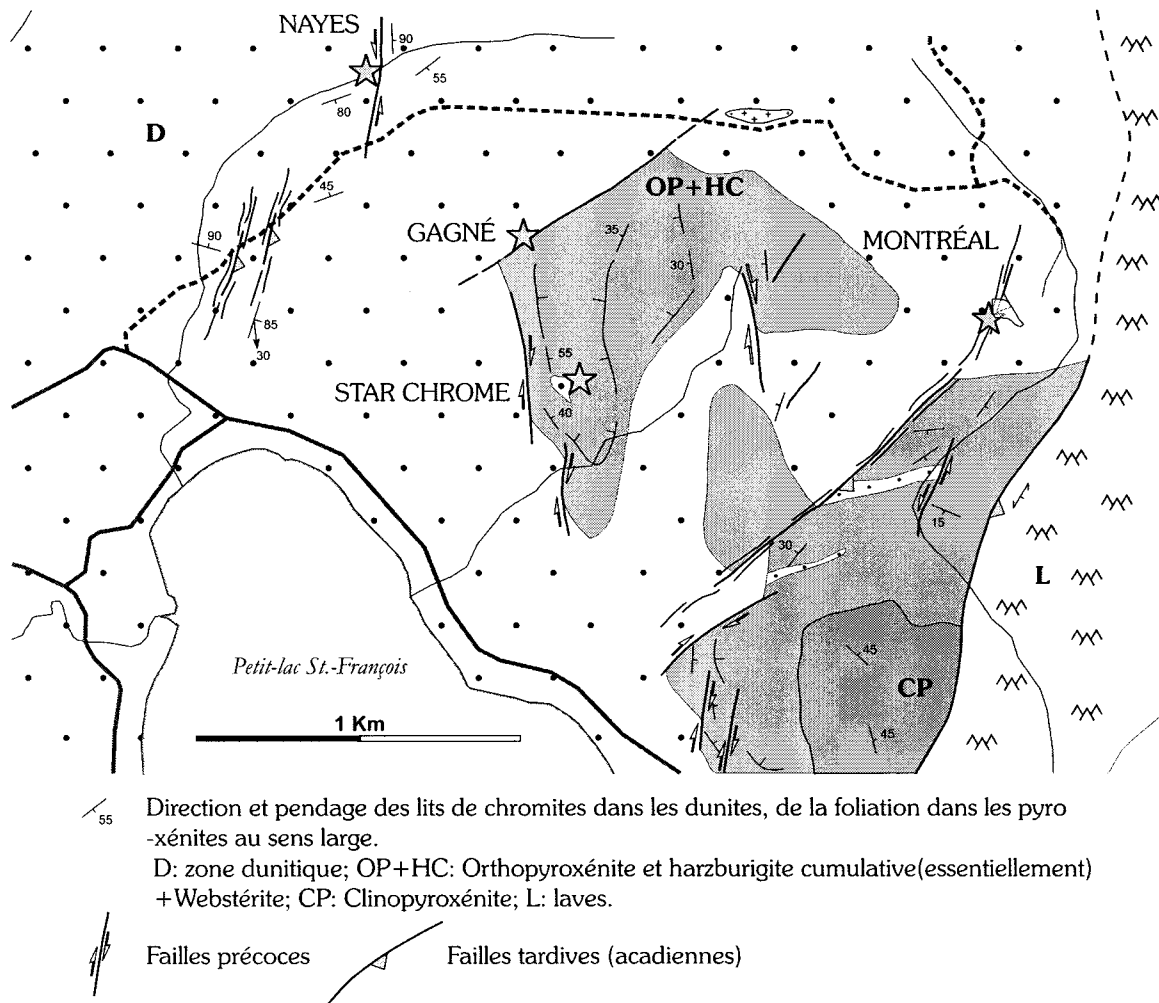 NAYES
90
55
80
D
OP+HC
45
GAGNÉ
35
MONTRÉAL
90
30
85
30
55
STAR CHROME
40
15
30
L
Petit-lac St.-François
45
CP
1 Km
45
55
Direction et pendage des lits de chromites dans les dunites, de la foliation dans les pyro
-xénites au sens large.
D: zone dunitique; OP+HC: Orthopyroxénite et harzburigite cumulative(essentiellement)
+Webstérite; CP: Clinopyroxénite; L: laves.
Failles précoces
Failles tardives (acadiennes)